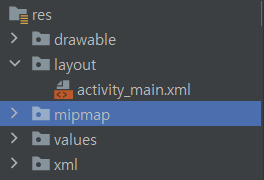 res
drawable
layout
activity_main.xml
mipmap
values
xml